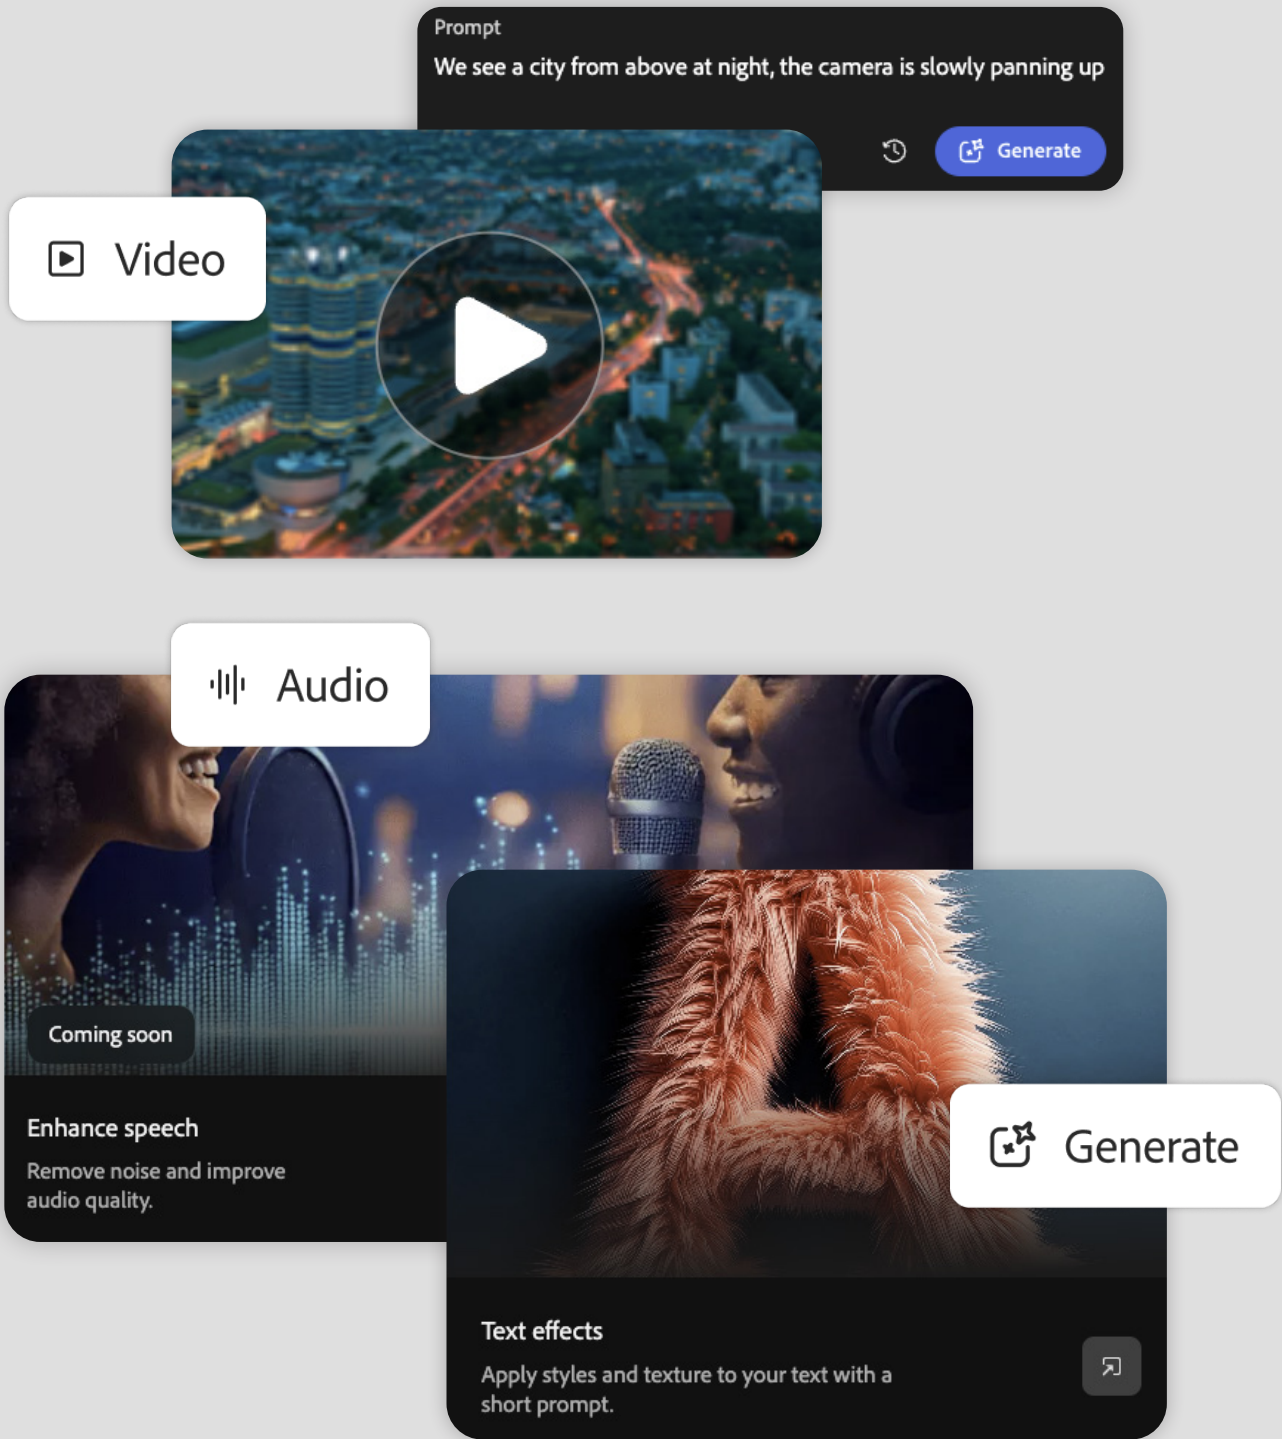 Prompt
We see a city from above at night, the camera is slowly panning up
Generate
Video
Audio
Coming soon
Enhance speech
Remove noise and improve
audio quality.
A
Generate
Text effects
Apply styles and texture to your text with a
short prompt.